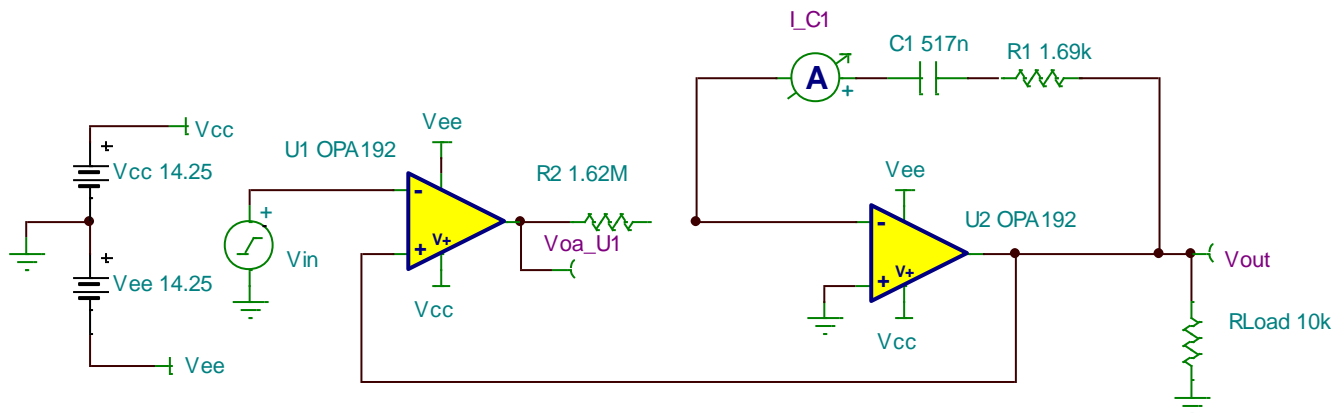 I_C1
C1 517n
R1 1.69k
+
A
+
Vcc
+
Vcc 14.25
Vee
U1 OPA192
-
+
V+
Vcc
R2 1.62M
Voa_U1
+
Vin
+
Vee 14.25
Vee
Vee
U2 OPA192
-
+
V+
Vcc
Vout
RLoad 10k